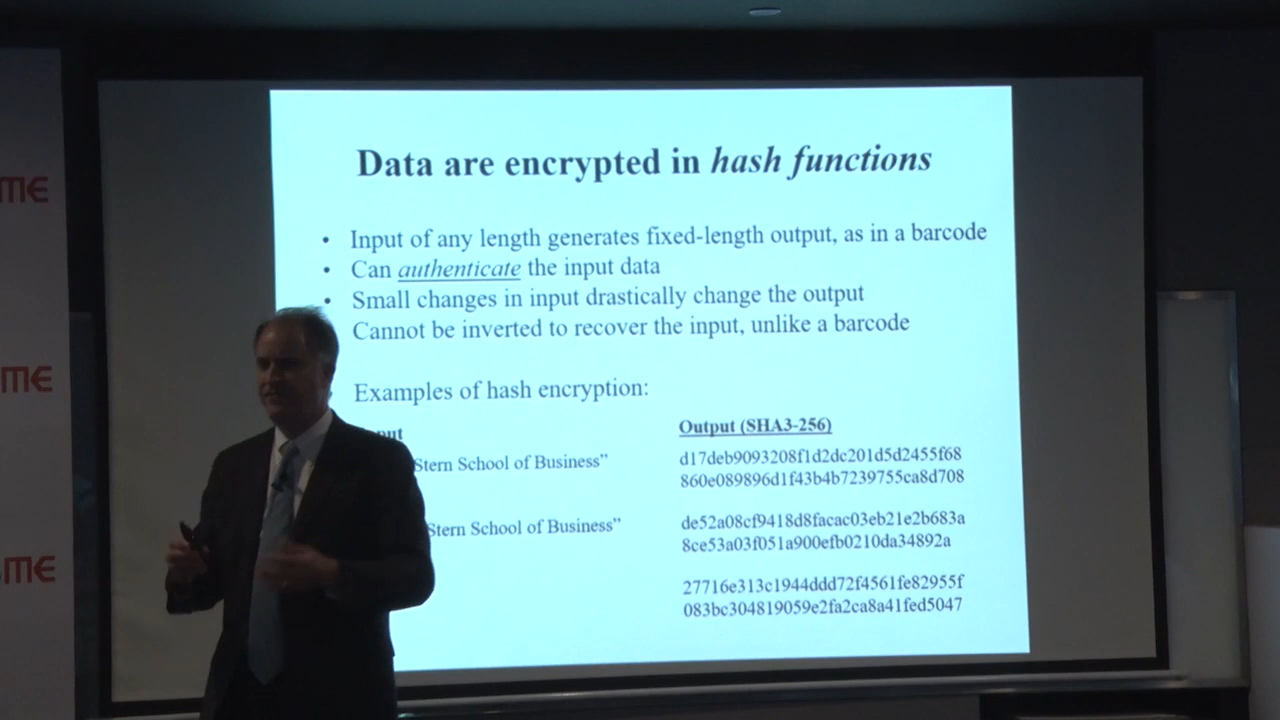 Data are encrypted in hash functions
• Input of any length generates fixed-length output, as in a barcode
• Can authenticate the input data
• Small changes in input drastically change the output
Cannot be inverted to recover the input, unlike a barcode
Examples of hash encryption:
Output (SHA3-256)
Stern School of Business”
d17deb9093208f1d2dc201d5d2455f68
860e089896d1f43b4b7239755ca8d708
Stern School of Business”
de52a08cf9418d8facac03eb21e2b683a
8ce53a03f051a900efb0210da34892a
27716e313c1944ddd72f4561fe82955f
083bc304819059e2fa2ca8a41fed5047